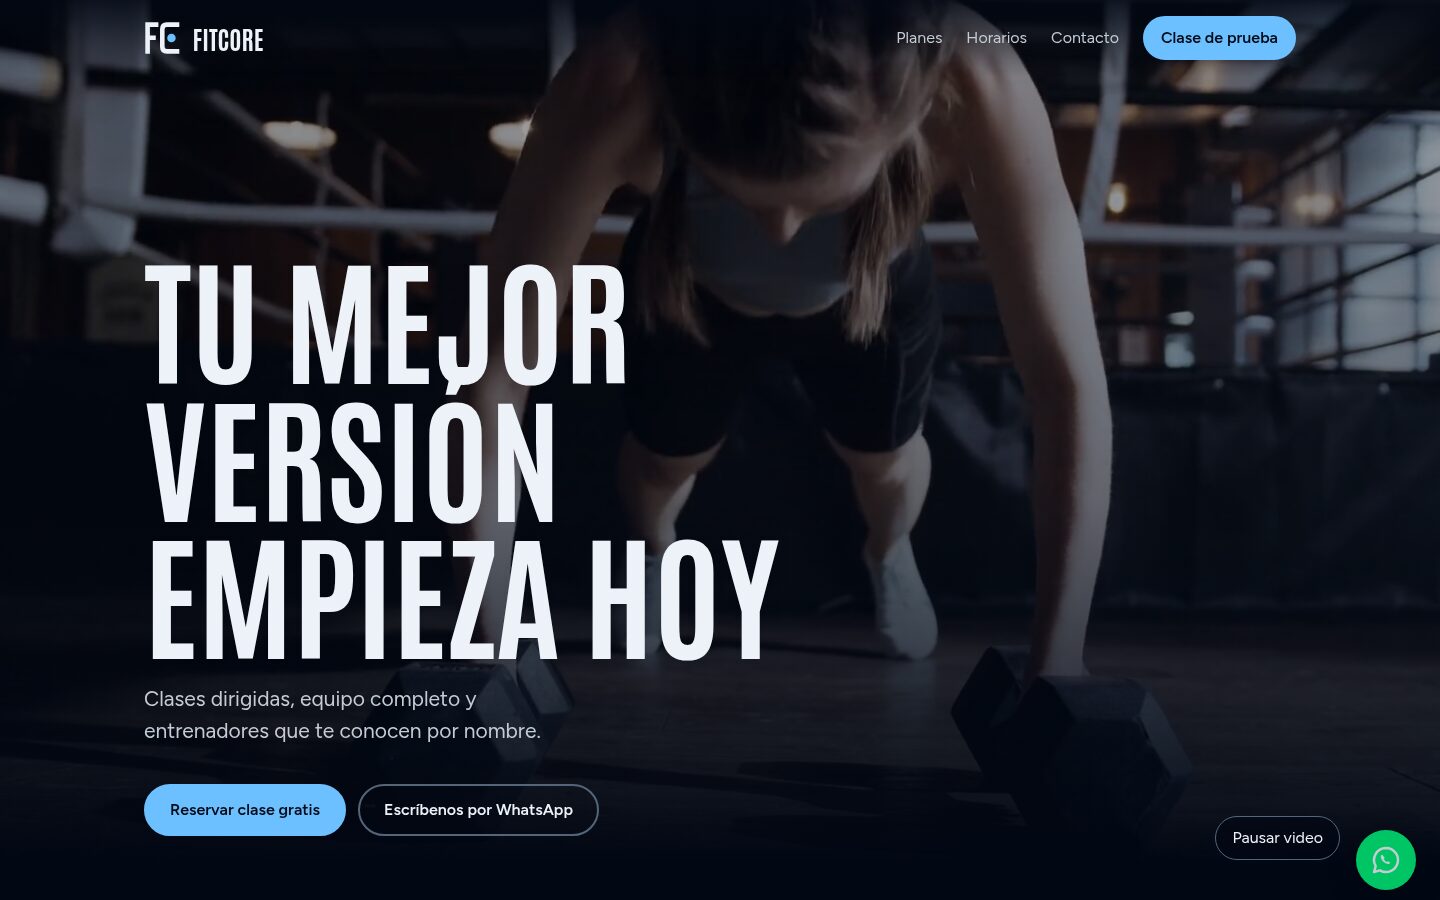 FC FITCORE
Planes Horarios Contacto Clase de prueba
TU MEJOR
VERSIÓN
EMPIEZA HOY
Clases dirigidas, equipo completo y
entrenadores que te conocen por nombre.
Reservar clase gratis Escríbenos por WhatsApp
Pausar video